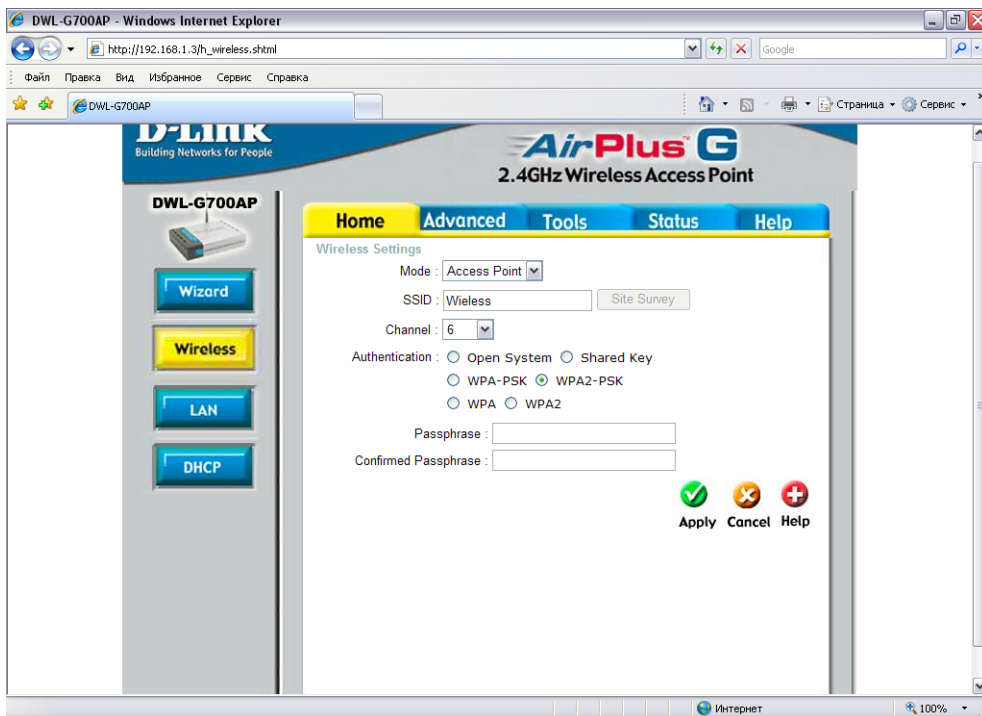 DWL-G700AP - Windows Internet Explorer
http://192.168.1.3/h_wireless.shtml
Google
Файл Правка Вид Избранное Сервис Справка
DWL-G700AP
Страница Сервис
D-Link
Building Networks for People
AirPlus™ G
2.4GHz Wireless Access Point
DWL-G700AP
Home Advanced Tools Status Help
Wizard
Wireless
LAN
DHCP
Wireless Settings
Mode : Access Point
SSID : Wieless Site Survey
Channel : 6
Authentication : Open System Shared Key
WPA-PSK WPA2-PSK
WPA WPA2
Passphrase :
Confirmed Passphrase :
Apply Cancel Help
Интернет 100%